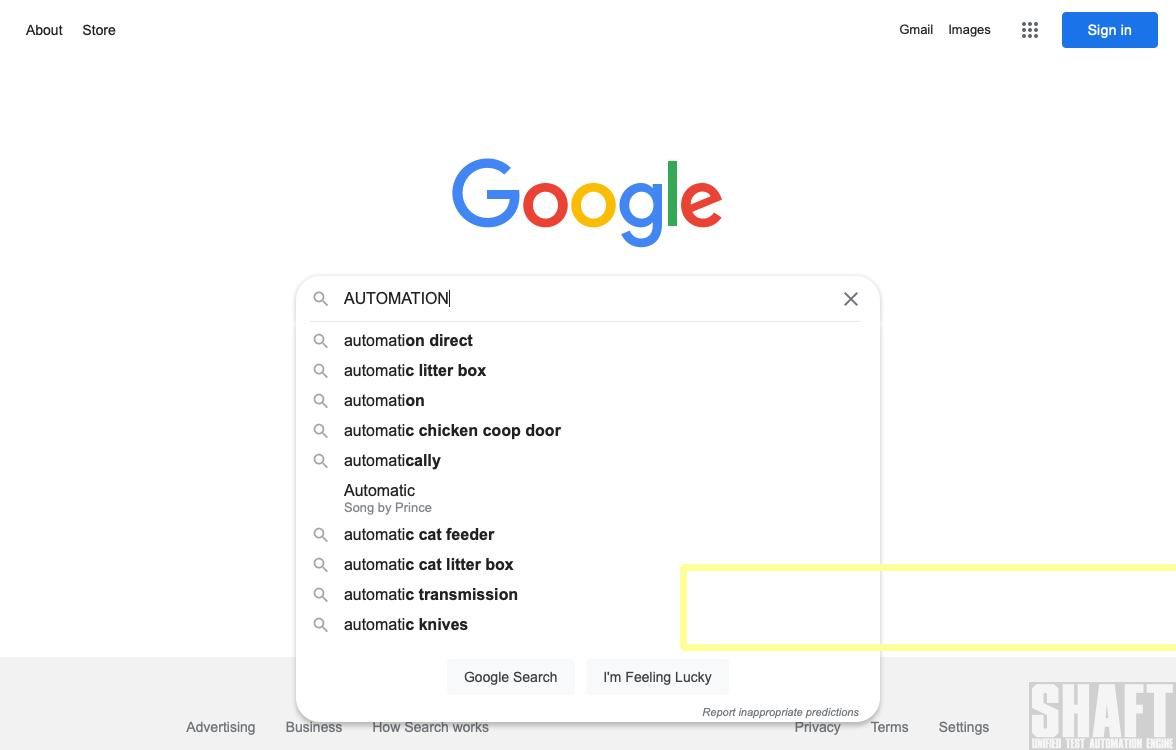 About Store Gmail Images Sign in
Google
AUTOMATION
automation direct
automatic litter box
automation
automatic chicken coop door
automatically
Automatic
Song by Prince
automatic cat feeder
automatic cat litter box
automatic transmission
automatic knives
Google Search I'm Feeling Lucky
Report inappropriate predictions
Advertising Business How Search works Privacy Terms Settings
SHAFT
UNIFIED TEST AUTOMATION ENGINE